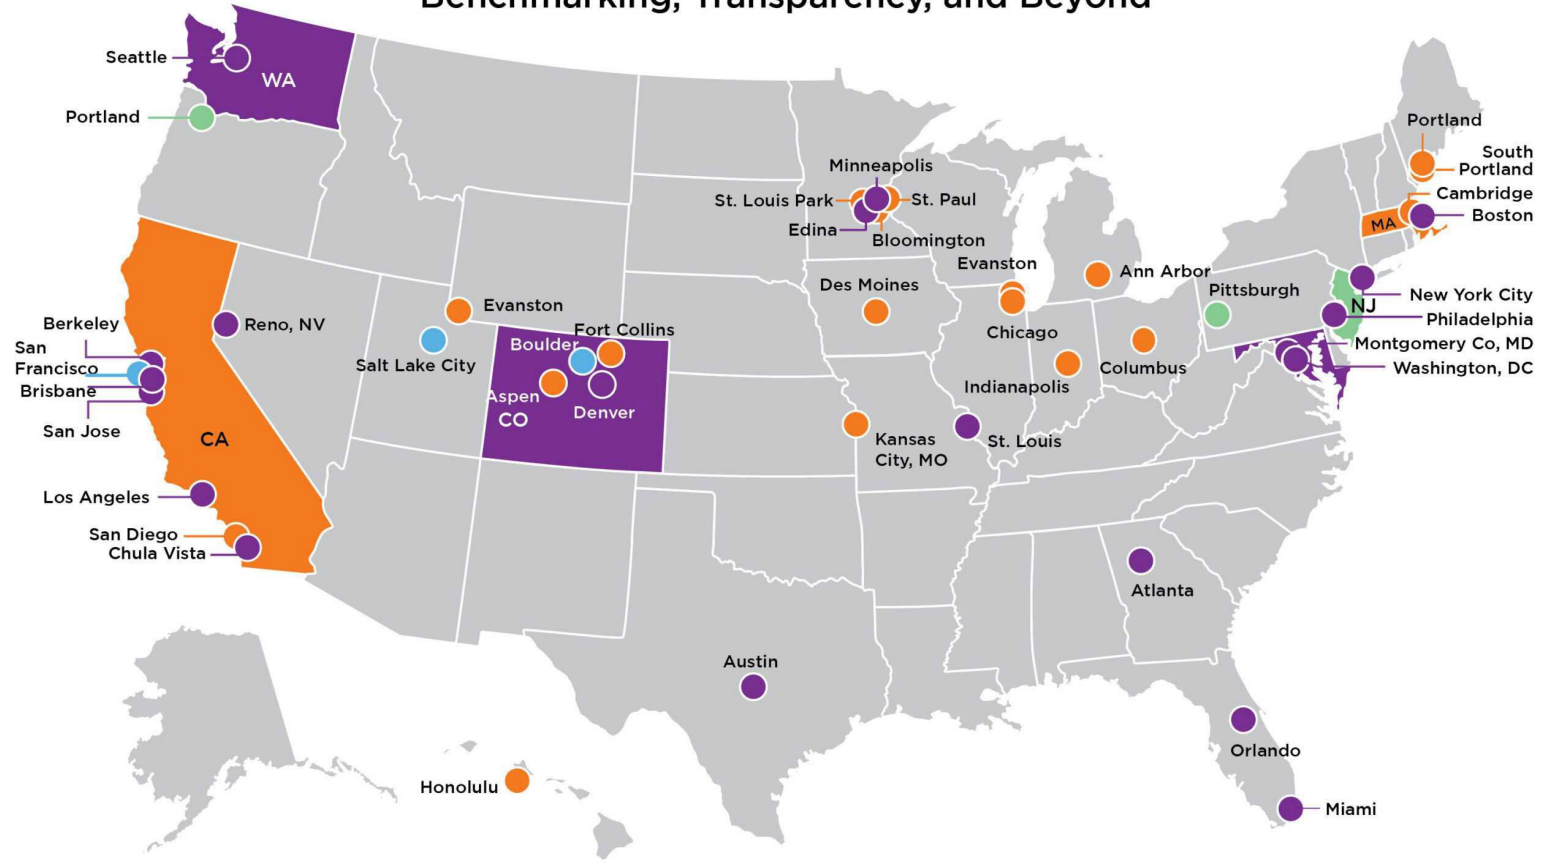 Benchmarking, Transparency, and Beyond
Seattle
WA
Portland
Portland
South
Portland
Cambridge
Boston
MA
Minneapolis
St. Louis Park
St. Paul
Edina
Bloomington
Evanston
Ann Arbor
Des Moines
Pittsburgh
Chicago
NJ
New York City
Philadelphia
Montgomery Co, MD
Washington, DC
Evanston
Fort Collins
Boulder
Salt Lake City
Aspen
CO
Denver
Indianapolis
Columbus
Berkeley
San
Francisco
Brisbane
San Jose
Reno, NV
CA
Kansas
City, MO
St. Louis
Los Angeles
San Diego
Chula Vista
Atlanta
Austin
Orlando
Honolulu
Miami